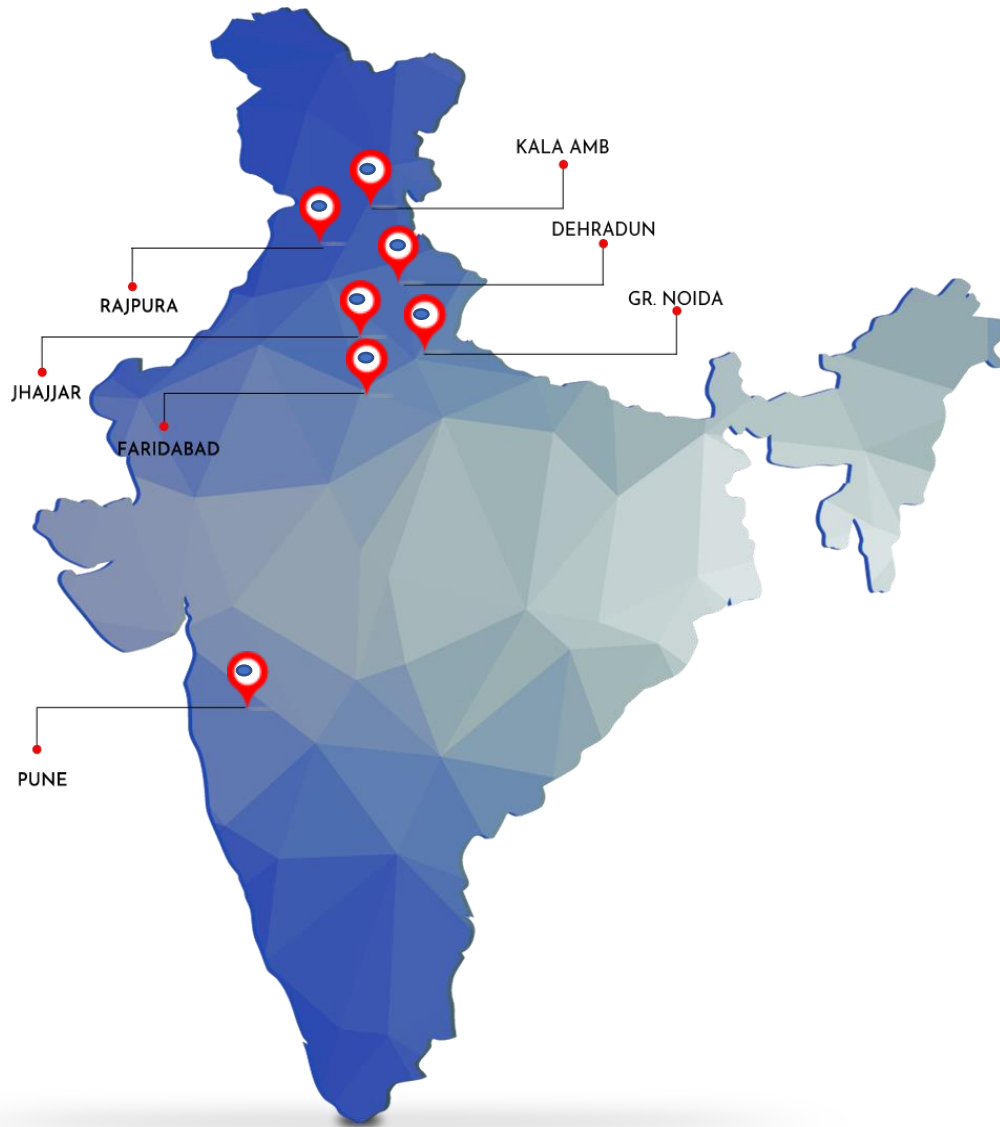 KALA AMB
DEHRADUN
RAJPURA
GR. NOIDA
JHAJJAR
FARIDABAD
PUNE